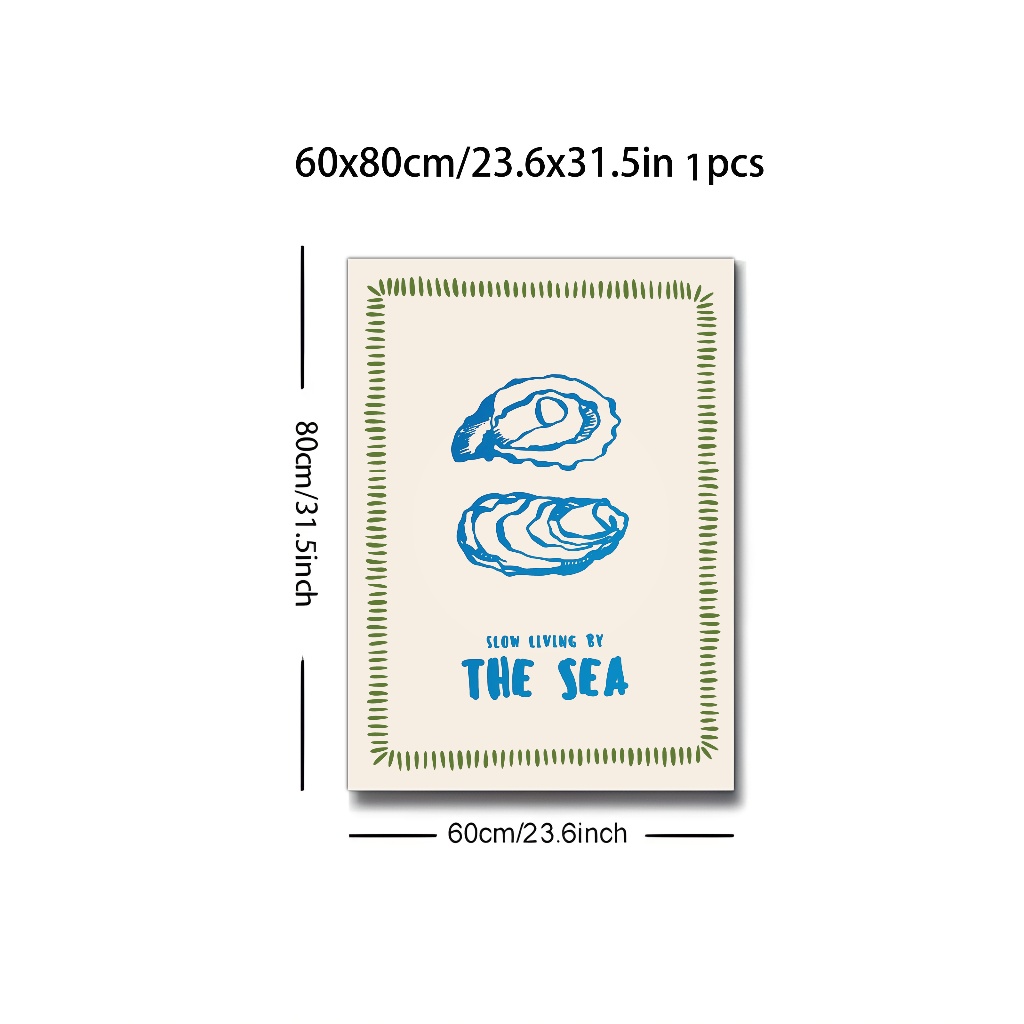 60x80cm/23.6x31.5in 1pcs
80cm/31.5inch
SLOW LIVING BY
THE SEA
60cm/23.6inch